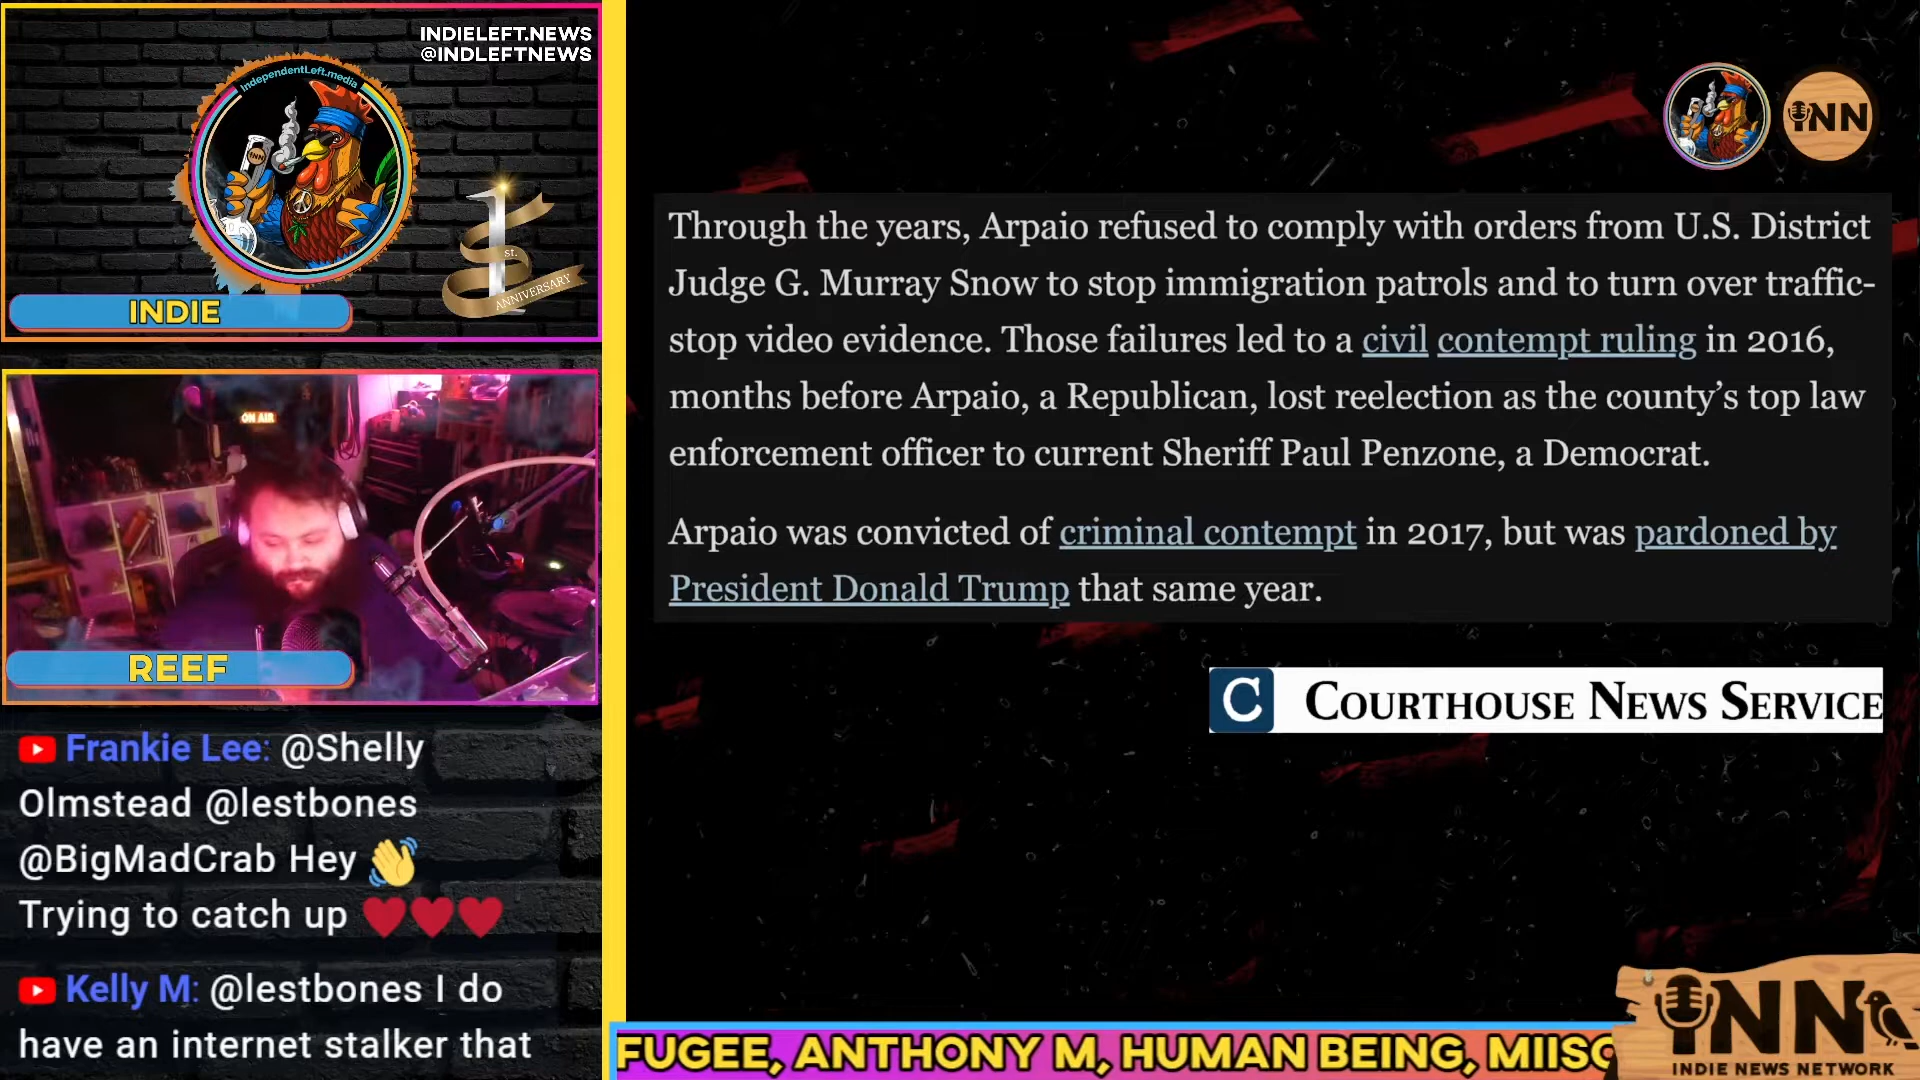 INDIELEFT.NEWS
@INDLEFTNEWS
IndependentLeft.media
INN
1
st.
ANNIVERSARY
INDIE
ON AIR
REEF
Frankie Lee: @Shelly
Olmstead @lestbones
@BigMadCrab Hey 👋
Trying to catch up ❤❤❤
Kelly M: @lestbones I do
have an internet stalker that
INN
Through the years, Arpaio refused to comply with orders from U.S. District
Judge G. Murray Snow to stop immigration patrols and to turn over traffic-
stop video evidence. Those failures led to a civil contempt ruling in 2016,
months before Arpaio, a Republican, lost reelection as the county’s top law
enforcement officer to current Sheriff Paul Penzone, a Democrat.
Arpaio was convicted of criminal contempt in 2017, but was pardoned by
President Donald Trump that same year.
C COURTHOUSE NEWS SERVICE
FUGEE, ANTHONY M, HUMAN BEING, MIISC
INN
INDIE NEWS NETWORK